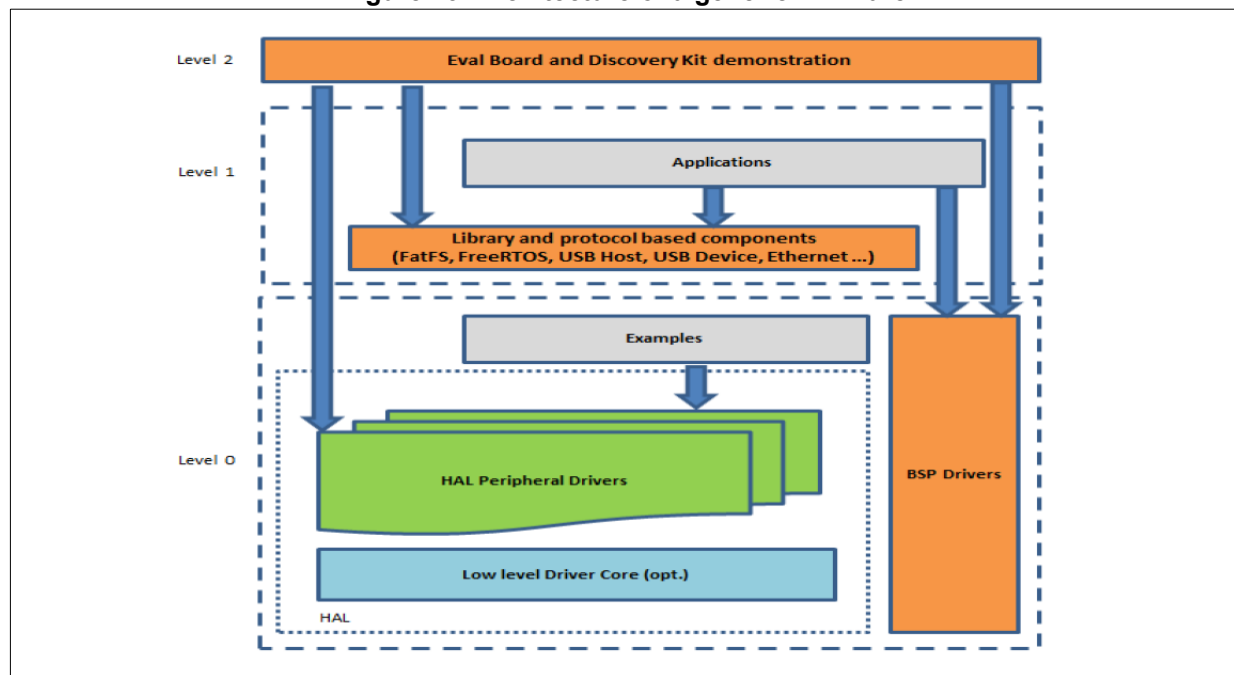 Level 2
Eval Board and Discovery Kit demonstration
Level 1
Applications
Library and protocol based components
(FatFS, FreeRTOS, USB Host, USB Device, Ethernet ...)
Examples
Level 0
HAL Peripheral Drivers
BSP Drivers
Low level Driver Core (opt.)
HAL